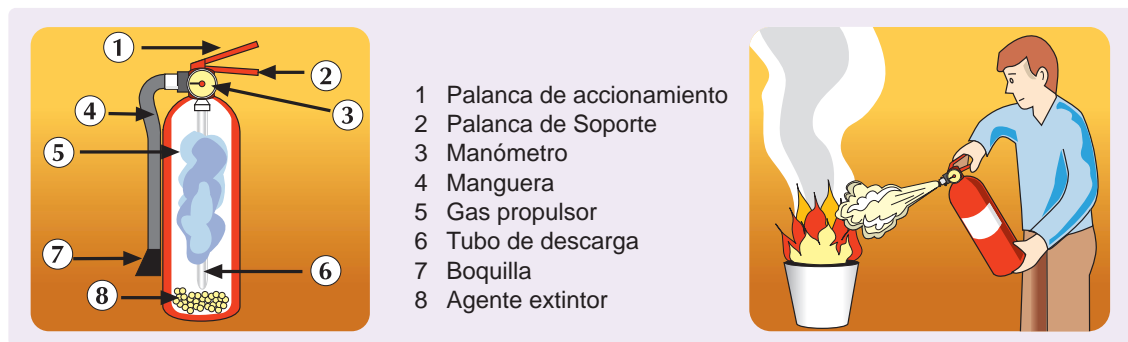 1
2
3
4
5
6
7
8
1 Palanca de accionamiento
2 Palanca de Soporte
3 Manómetro
4 Manguera
5 Gas propulsor
6 Tubo de descarga
7 Boquilla
8 Agente extintor